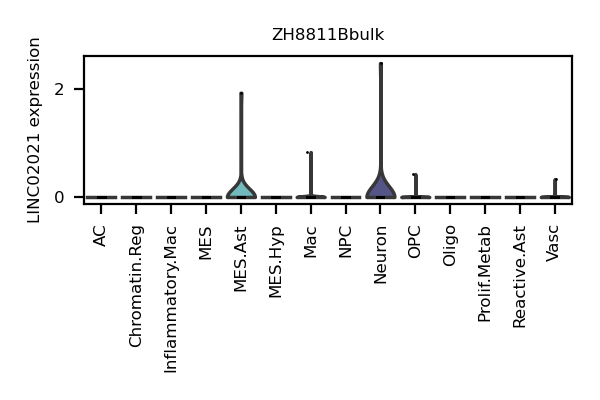 ZH8811Bbulk
LINC02021 expression
2
0
AC
Chromatin.Reg
Inflammatory.Mac
MES
MES.Ast
MES.Hyp
Mac
NPC
Neuron
OPC
Oligo
Prolif.Metab
Reactive.Ast
Vasc